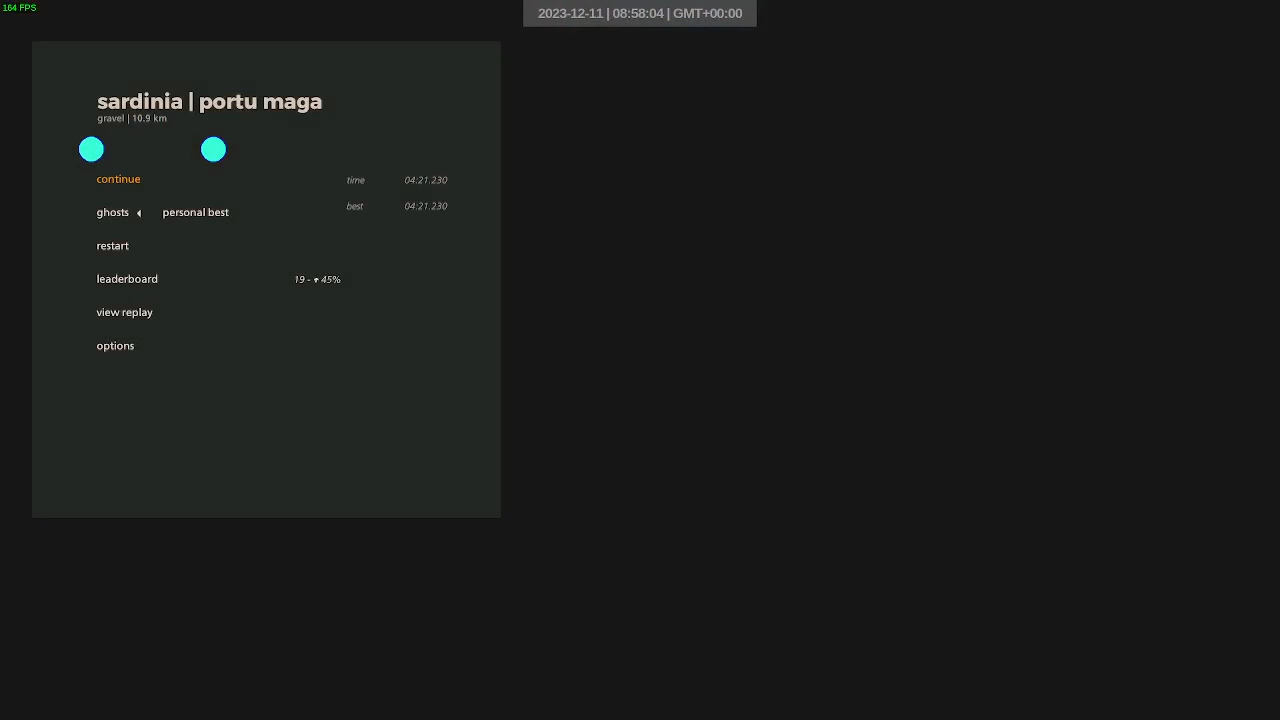 164 FPS
2023-12-11 | 08:58:04 | GMT+00:00
sardinia | portu maga
gravel | 10.9 km
continue
time 04:21.230
ghosts personal best
best 04:21.230
restart
leaderboard 19 - 45%
view replay
options